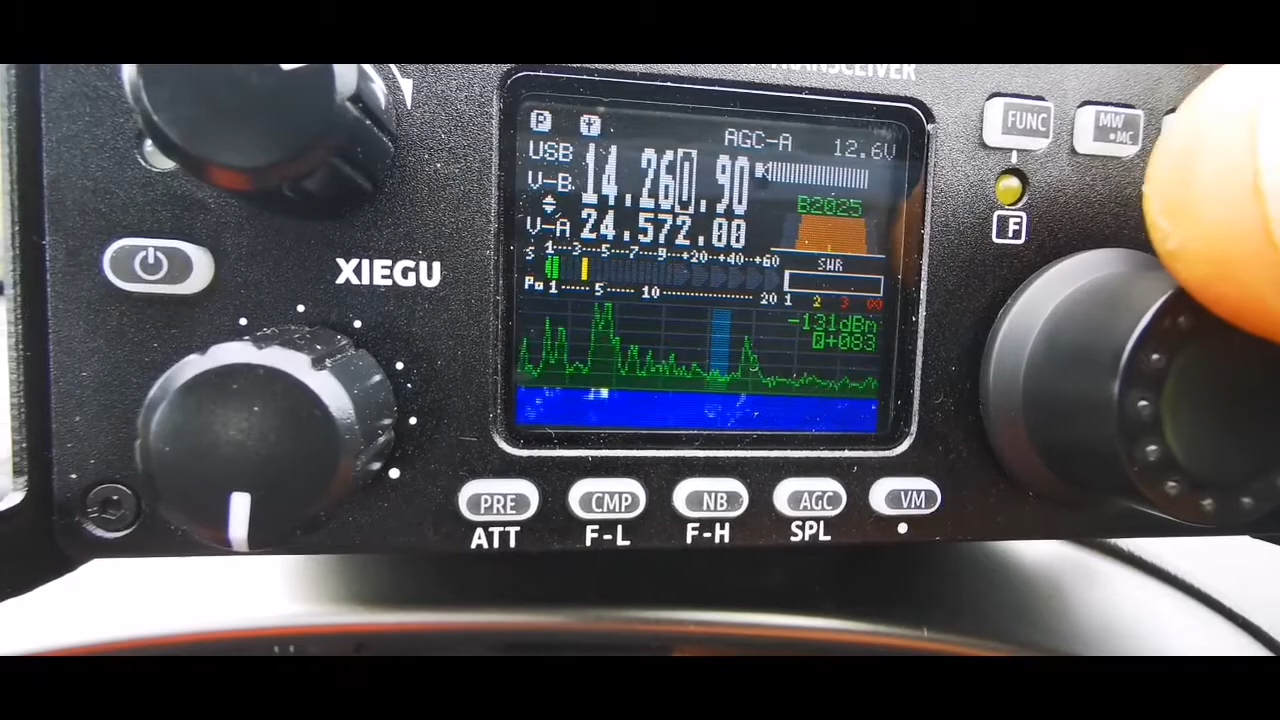 TRANSCEIVER
P
AGC-A 12.6V
USB 14.260.90
V-B
V-A 24.572.00
B2025
S 1---3---5---7---9---+20---+40---+60
SWR
Po 1-----5-----10-----------20
1 2 3 ∞
-131dBm
0+083
FUNC
MW
•MC
F
XIEGU
PRE CMP NB AGC VM
ATT F-L F-H SPL